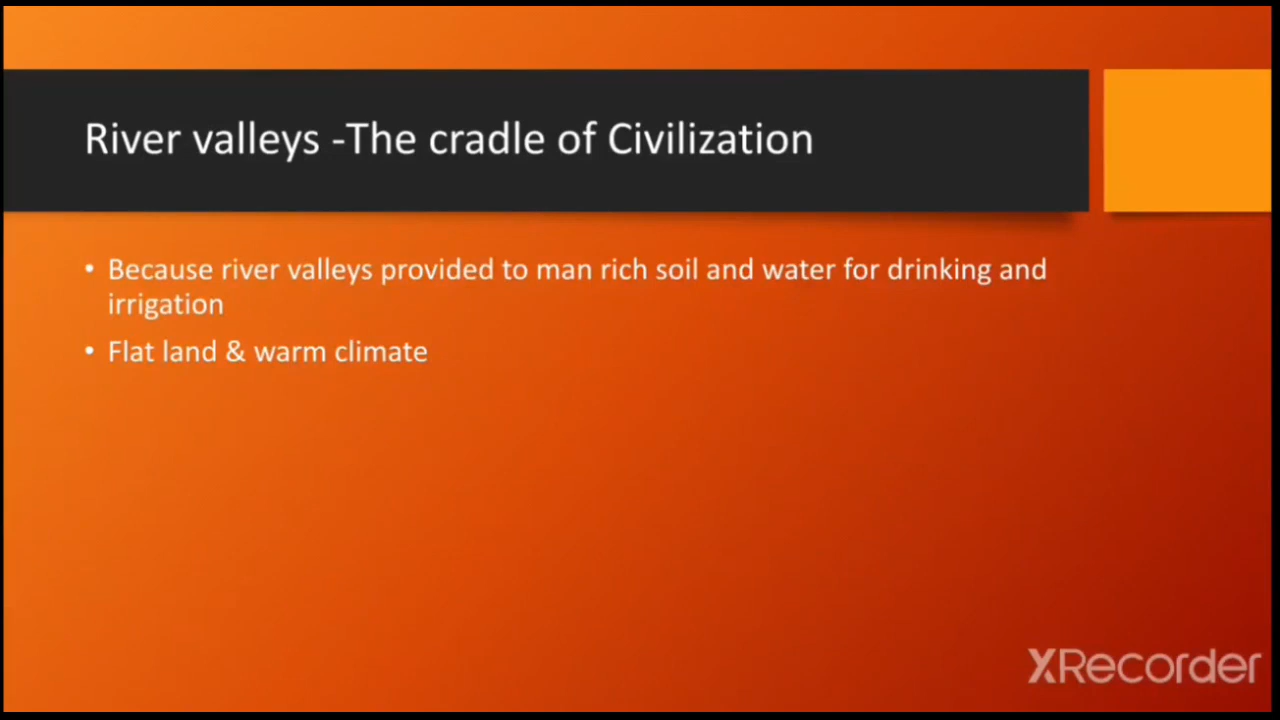 River valleys -The cradle of Civilization
• Because river valleys provided to man rich soil and water for drinking and
irrigation
• Flat land & warm climate
XRecorder